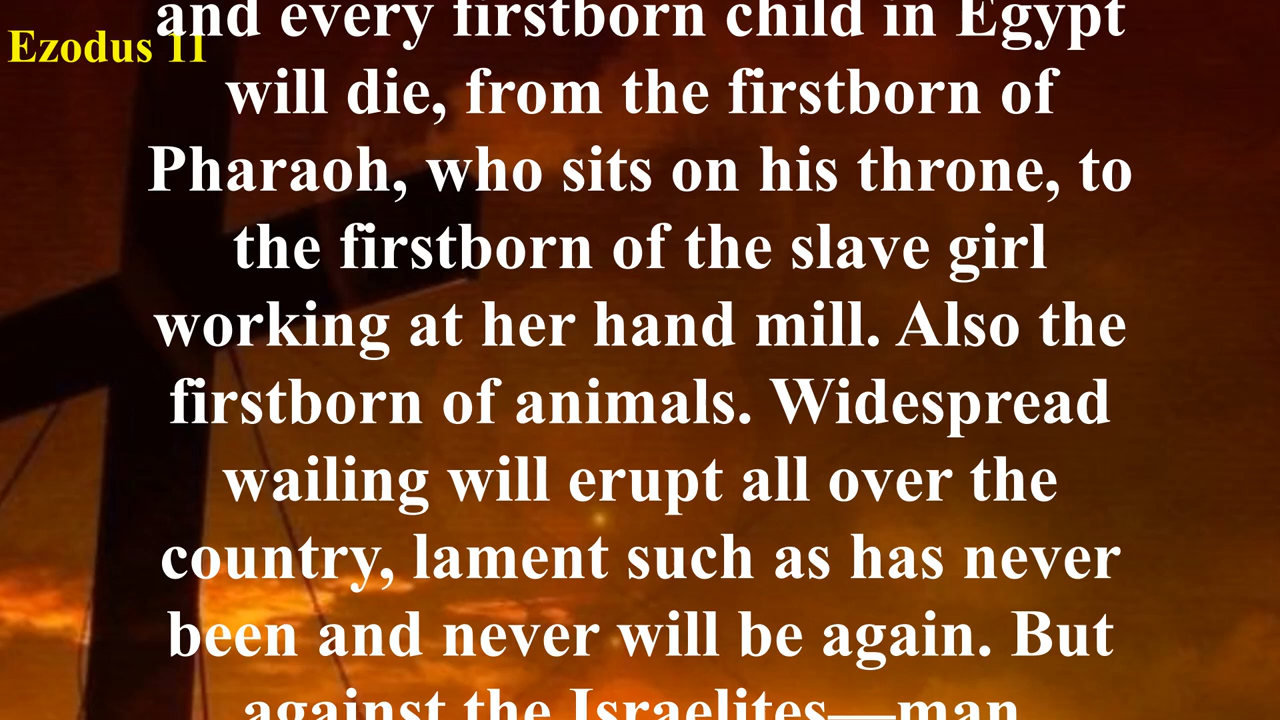 and every firstborn child in Egypt
Ezodus 11
will die, from the firstborn of
Pharaoh, who sits on his throne, to
the firstborn of the slave girl
working at her hand mill. Also the
firstborn of animals. Widespread
wailing will erupt all over the
country, lament such as has never
been and never will be again. But
against the Israelites—man,